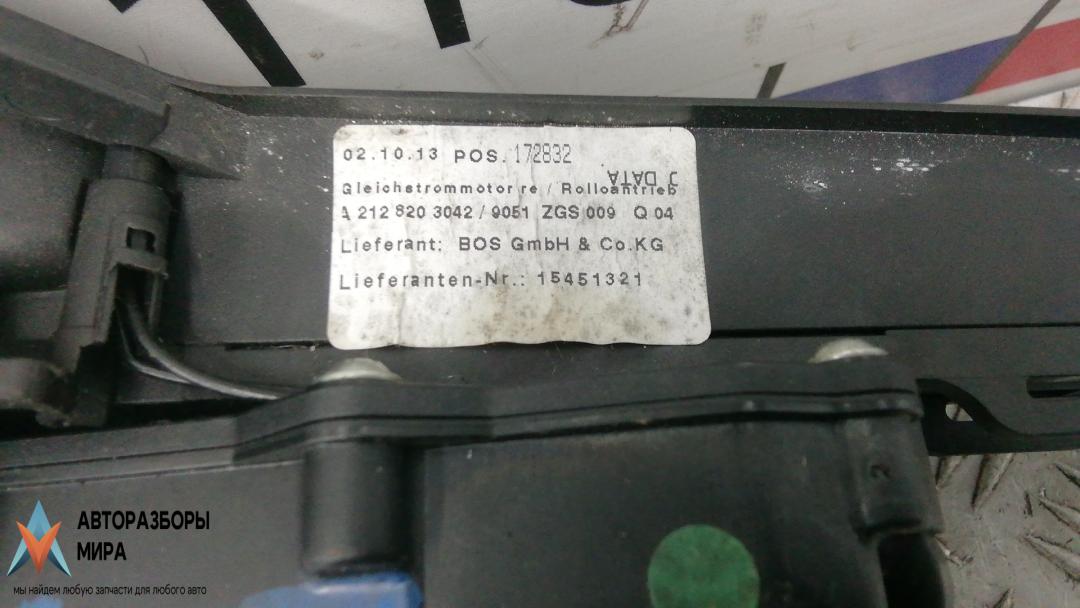 02.10.13 POS. 172832
J DATA
Gleichstrommotor re / Rolloantrieb
A 212 820 3042 / 9051 ZGS 009 Q 04
Lieferant: BOS GmbH & Co.KG
Lieferanten-Nr.: 15451321
АВТОРАЗБОРЫ
МИРА
мы найдем любую запчасти для любого авто